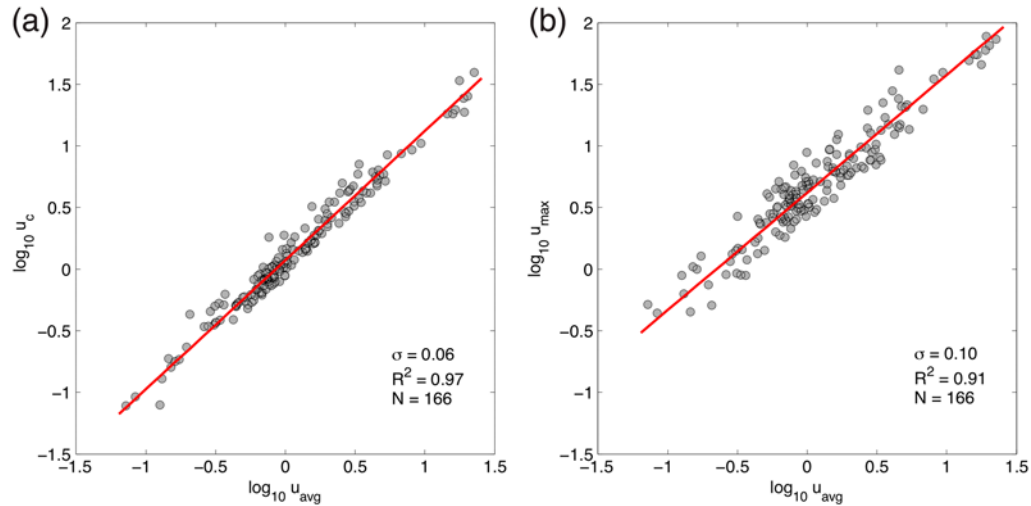 (a)
2
1.5
1
0.5
0
−0.5
−1
−1.5
log10 uc
−1.5 −1 −0.5 0 0.5 1 1.5
log10 uavg
σ = 0.06
R2 = 0.97
N = 166
(b)
2
1.5
1
0.5
0
−0.5
−1
−1.5
log10 umax
−1.5 −1 −0.5 0 0.5 1 1.5
log10 uavg
σ = 0.10
R2 = 0.91
N = 166